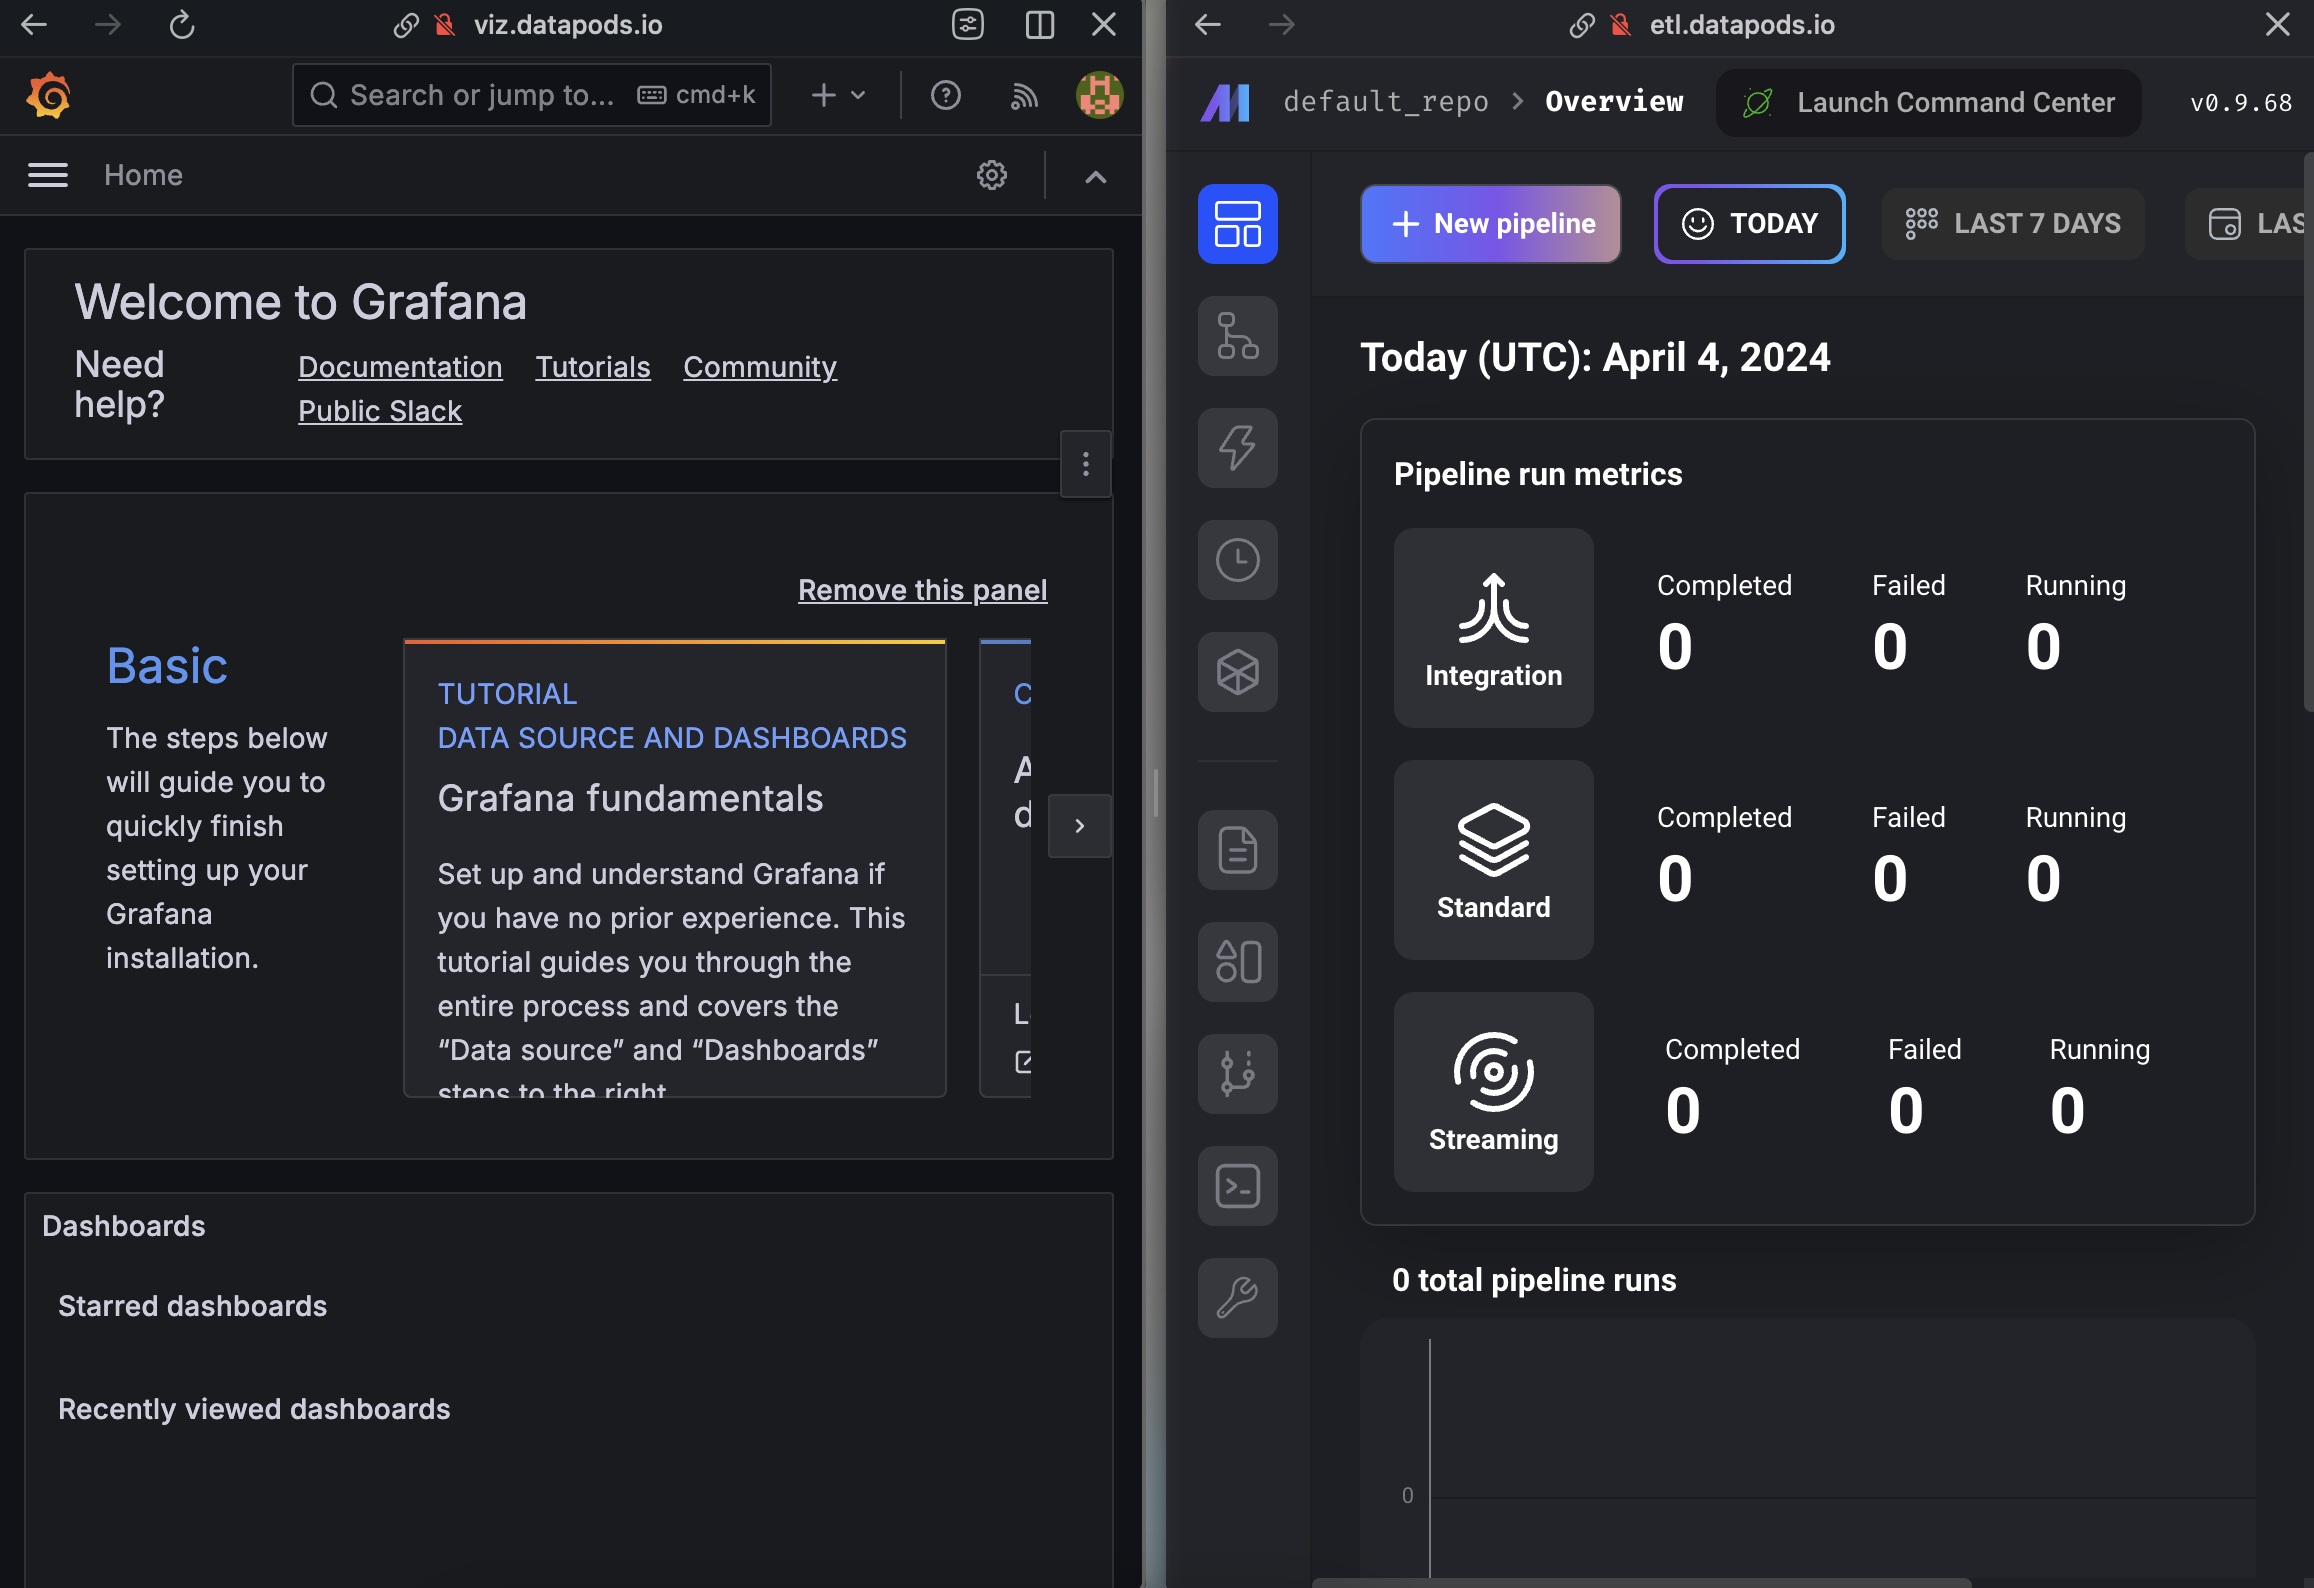 viz.datapods.io
Search or jump to...
cmd+k
Home
Welcome to Grafana
Need
help?
Documentation
Tutorials
Community
Public Slack
Remove this panel
Basic
The steps below
will guide you to
quickly finish
setting up your
Grafana
installation.
TUTORIAL
DATA SOURCE AND DASHBOARDS
Grafana fundamentals
Set up and understand Grafana if
you have no prior experience. This
tutorial guides you through the
entire process and covers the
“Data source” and “Dashboards”
steps to the right
Dashboards
Starred dashboards
Recently viewed dashboards
etl.datapods.io
default_repo > Overview
Launch Command Center
v0.9.68
New pipeline
TODAY
LAST 7 DAYS
Today (UTC): April 4, 2024
Pipeline run metrics
Integration
Completed
Failed
Running
0
0
0
Standard
Completed
Failed
Running
0
0
0
Streaming
Completed
Failed
Running
0
0
0
0 total pipeline runs
0